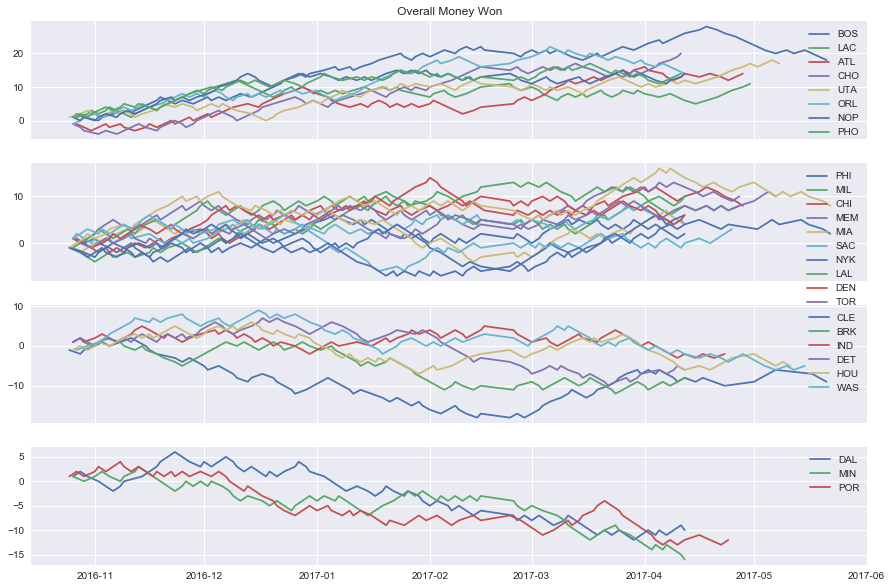 Overall Money Won
20
10
0
BOS
LAC
ATL
CHO
UTA
ORL
NOP
PHO
10
0
PHI
MIL
CHI
MEM
MIA
SAC
NYK
LAL
DEN
TOR
10
5
0
−5
−10
CLE
BRK
IND
DET
HOU
WAS
5
0
−5
−10
−15
DAL
MIN
POR
2016-11 2016-12 2017-01 2017-02 2017-03 2017-04 2017-05 2017-06